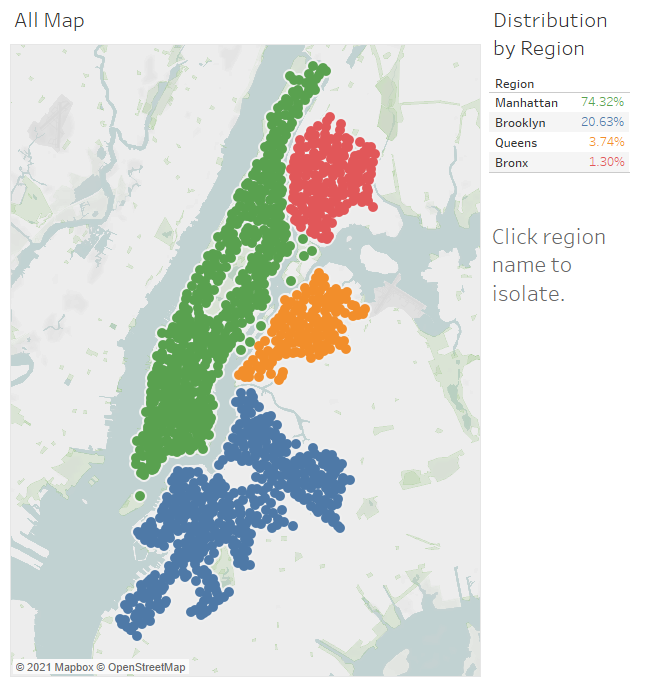 All Map
© 2021 Mapbox © OpenStreetMap
Distribution
by Region
Region
Manhattan 74.32%
Brooklyn 20.63%
Queens 3.74%
Bronx 1.30%
Click region
name to
isolate.